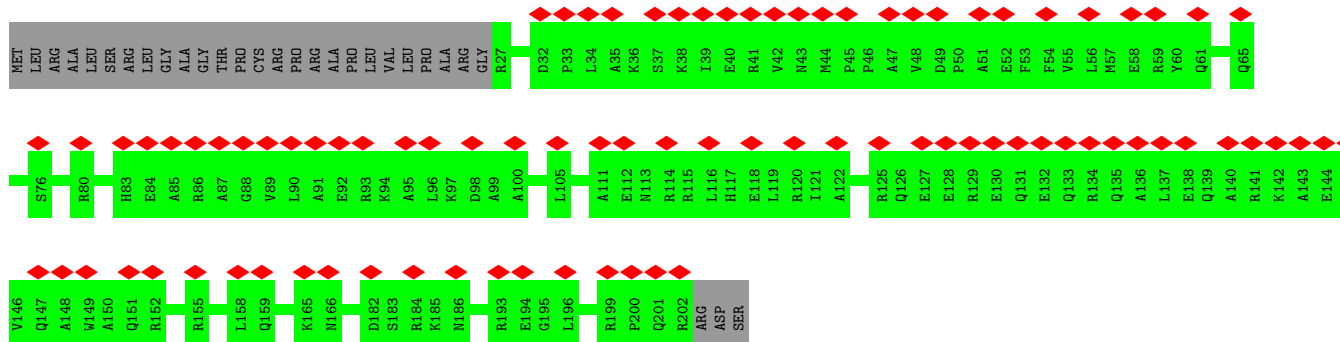 MET LEU ARG ALA ALA LEU SER ARG LEU GLY ALA GLY THR PRO CYS ARG PRO ARG ALA PRO LEU VAL LEU PRO ALA ARG GLY R27 D32 P33 L34 A35 K36 S37 K38 I39 E40 R41 V42 N43 M44 P45 P46 A47 V48 D49 P50 A51 E52 F53 F54 V55 L56 M57 E58 R59 Y60 Q61 Q65
S76 R80 H83 E84 A85 R86 A87 G88 V89 L90 A91 E92 R93 K94 A95 L96 K97 D98 A99 A100 L105 A111 E112 N113 R114 R115 L116 H117 E118 L119 R120 I121 A122 R125 Q126 E127 E128 R129 E130 Q131 E132 Q133 R134 Q135 A136 L137 E138 Q139 A140 R141 K142 A143 E144
V146 Q147 A148 W149 A150 Q151 R152 R155 L158 Q159 K165 N166 D182 S183 R184 K185 N186 R193 E194 G195 L196 R199 P200 Q201 R202 ARG ASP SER